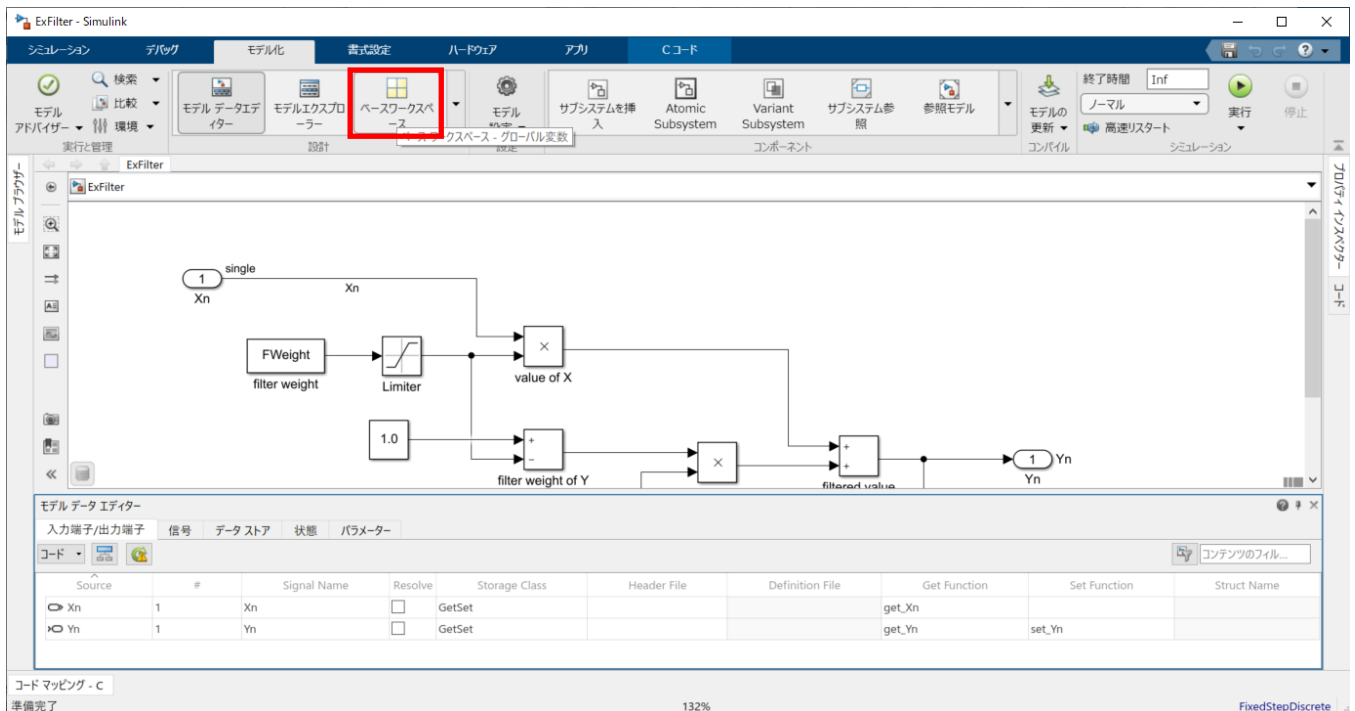 ExFilter - Simulink
シミュレーション デバッグ モデル化 書式設定 ハードウェア アプリ C コード
モデル アドバイザー
検索
比較
環境
実行と管理
モデル データエディター
モデルエクスプローラー
ベースワークスペース
設計
モデル
ベースワークスペース - グローバル変数
サブシステムを挿入
Atomic Subsystem
Variant Subsystem
サブシステム参照
参照モデル
コンポーネント
モデルの更新
コンパイル
終了時間 Inf
ノーマル
高速リスタート
実行
停止
シミュレーション
モデル ブラウザー
ExFilter
ExFilter
プロパティ インスペクター
コード
1
Xn
single
Xn
FWeight
filter weight
Limiter
×
value of X
1.0
+
−
filter weight of Y
×
+
+
filtered value
1
Yn
Yn
モデル データ エディター
入力端子/出力端子 信号 データ ストア 状態 パラメーター
コード
コンテンツのフィル...
Source # Signal Name Resolve Storage Class Header File Definition File Get Function Set Function Struct Name
Xn 1 Xn GetSet get_Xn
Yn 1 Yn GetSet get_Yn set_Yn
コード マッピング - C
準備完了 132% FixedStepDiscrete